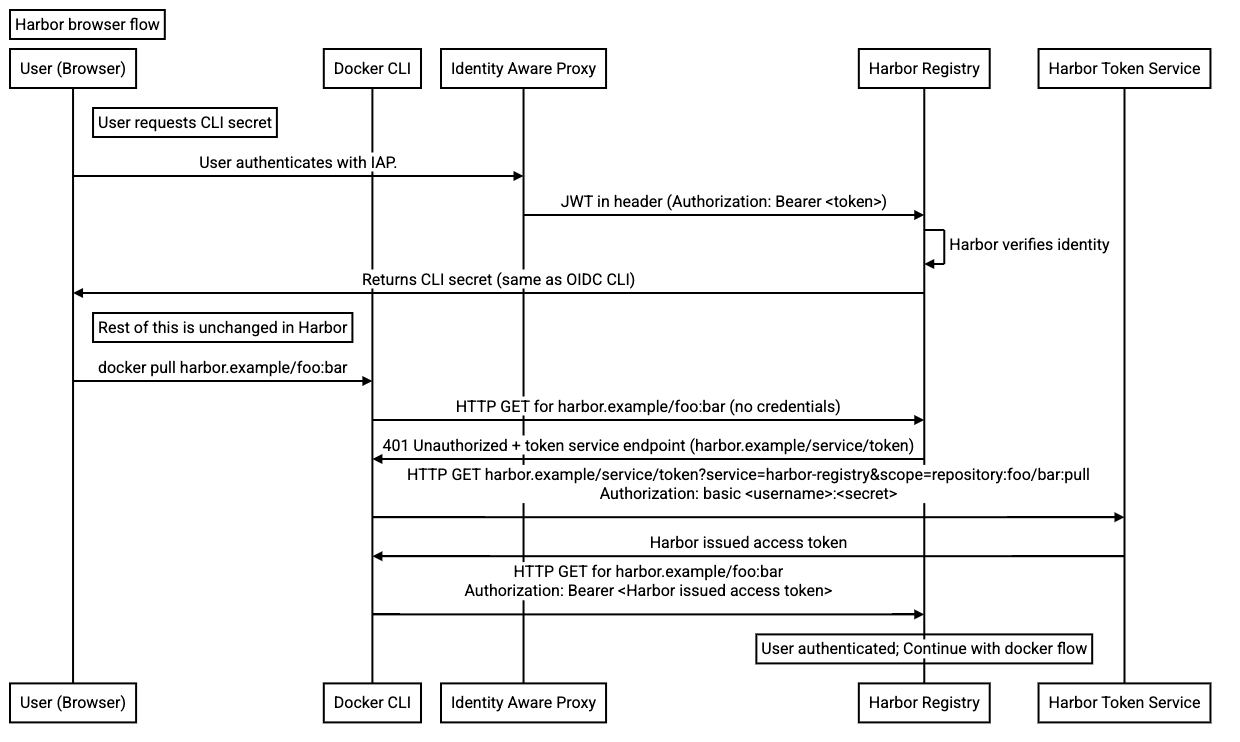 Harbor browser flow
User (Browser)
Docker CLI
Identity Aware Proxy
Harbor Registry
Harbor Token Service
User requests CLI secret
User authenticates with IAP.
JWT in header (Authorization: Bearer <token>)
Harbor verifies identity
Returns CLI secret (same as OIDC CLI)
Rest of this is unchanged in Harbor
docker pull harbor.example/foo:bar
HTTP GET for harbor.example/foo:bar (no credentials)
401 Unauthorized + token service endpoint (harbor.example/service/token)
HTTP GET harbor.example/service/token?service=harbor-registry&scope=repository:foo/bar:pull
Authorization: basic <username>:<secret>
Harbor issued access token
HTTP GET for harbor.example/foo:bar
Authorization: Bearer <Harbor issued access token>
User authenticated; Continue with docker flow
User (Browser)
Docker CLI
Identity Aware Proxy
Harbor Registry
Harbor Token Service